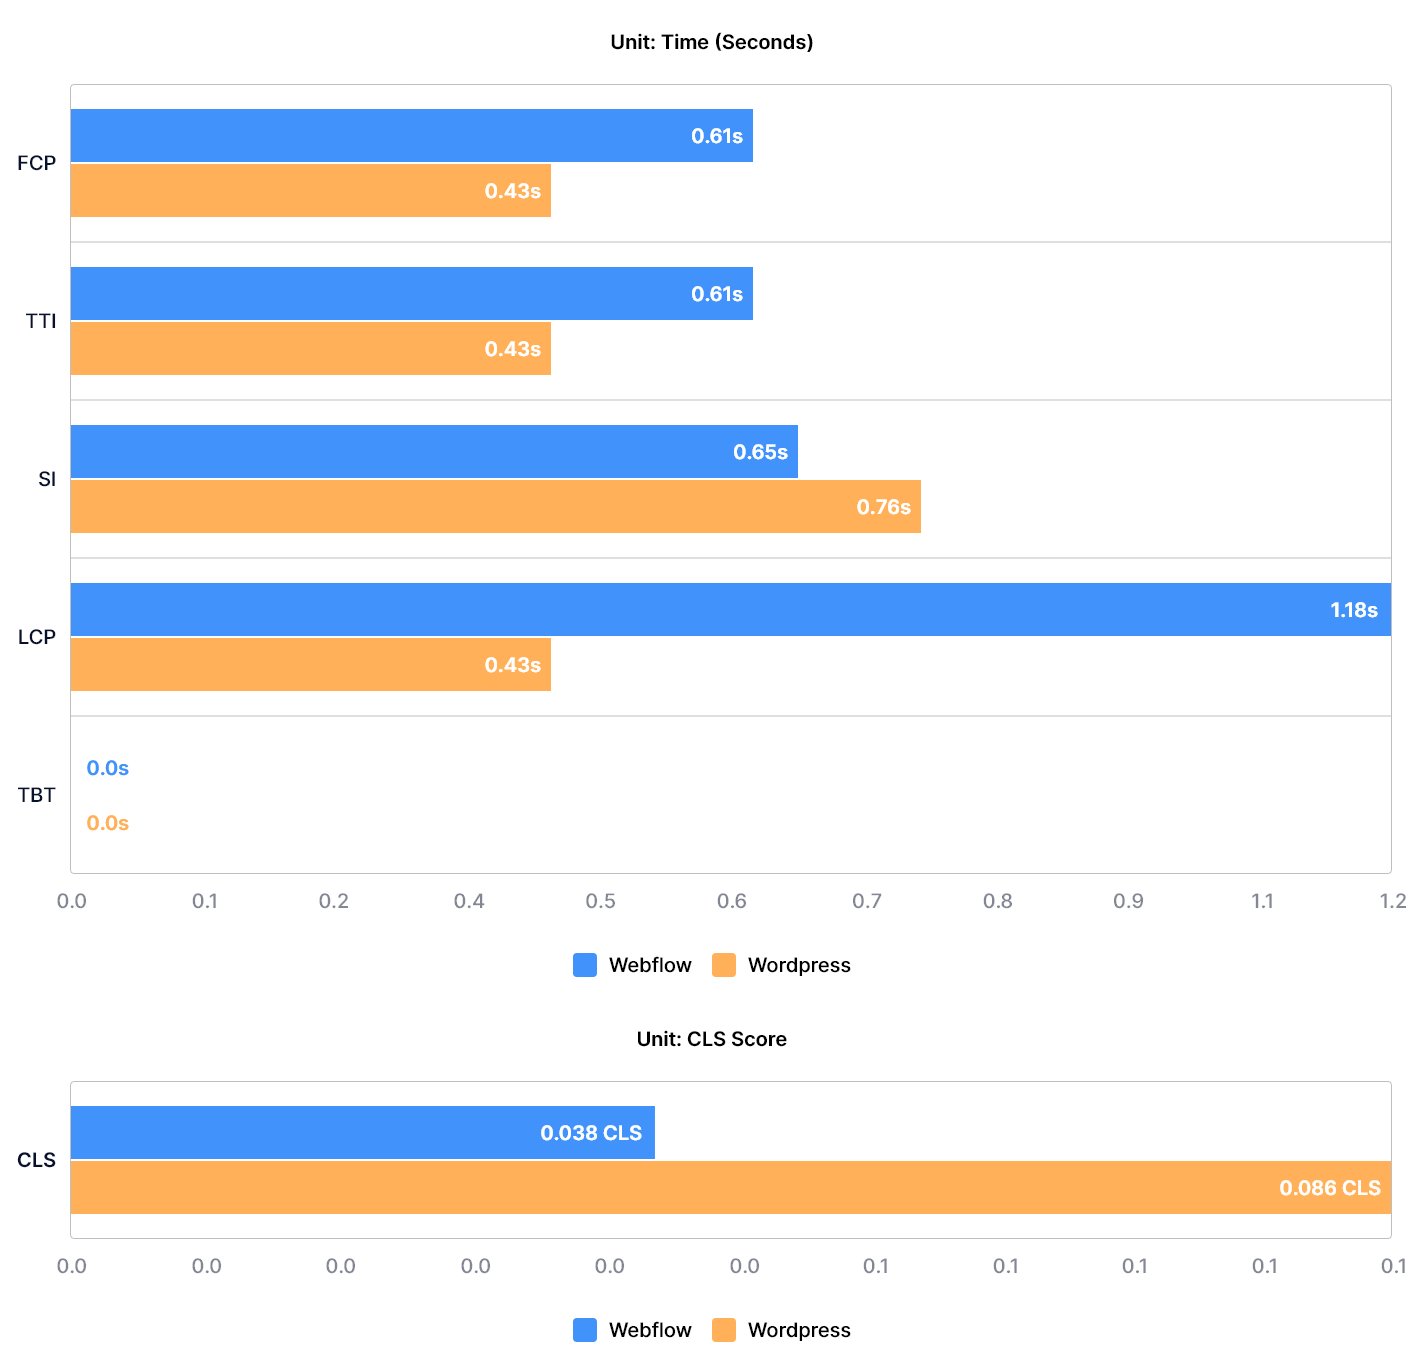 Unit: Time (Seconds)
FCP
0.61s
0.43s
TTI
0.61s
0.43s
SI
0.65s
0.76s
LCP
1.18s
0.43s
TBT
0.0s
0.0s
0.0 0.1 0.2 0.4 0.5 0.6 0.7 0.8 0.9 1.1 1.2
Webflow Wordpress
Unit: CLS Score
CLS
0.038 CLS
0.086 CLS
0.0 0.0 0.0 0.0 0.0 0.0 0.1 0.1 0.1 0.1 0.1
Webflow Wordpress